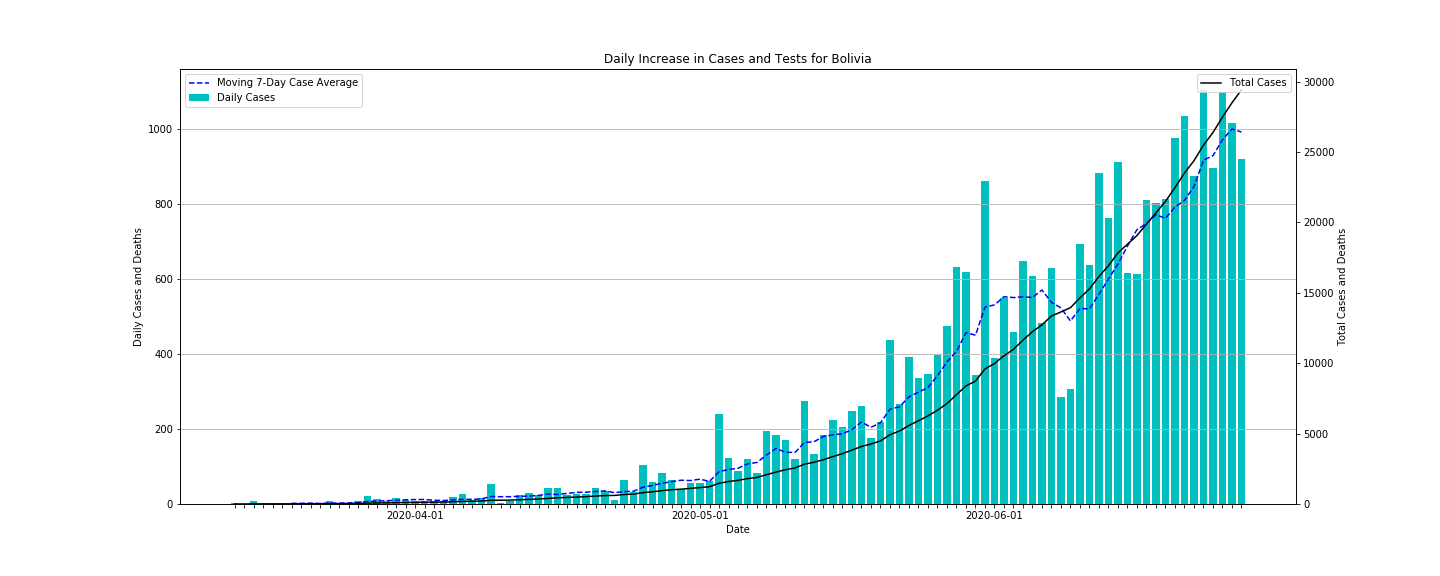 Daily Increase in Cases and Tests for Bolivia
Moving 7-Day Case Average
Daily Cases
Total Cases
Daily Cases and Deaths
1000
800
600
400
200
0
30000
25000
20000
15000
10000
5000
0
Total Cases and Deaths
2020-04-01
2020-05-01
2020-06-01
Date